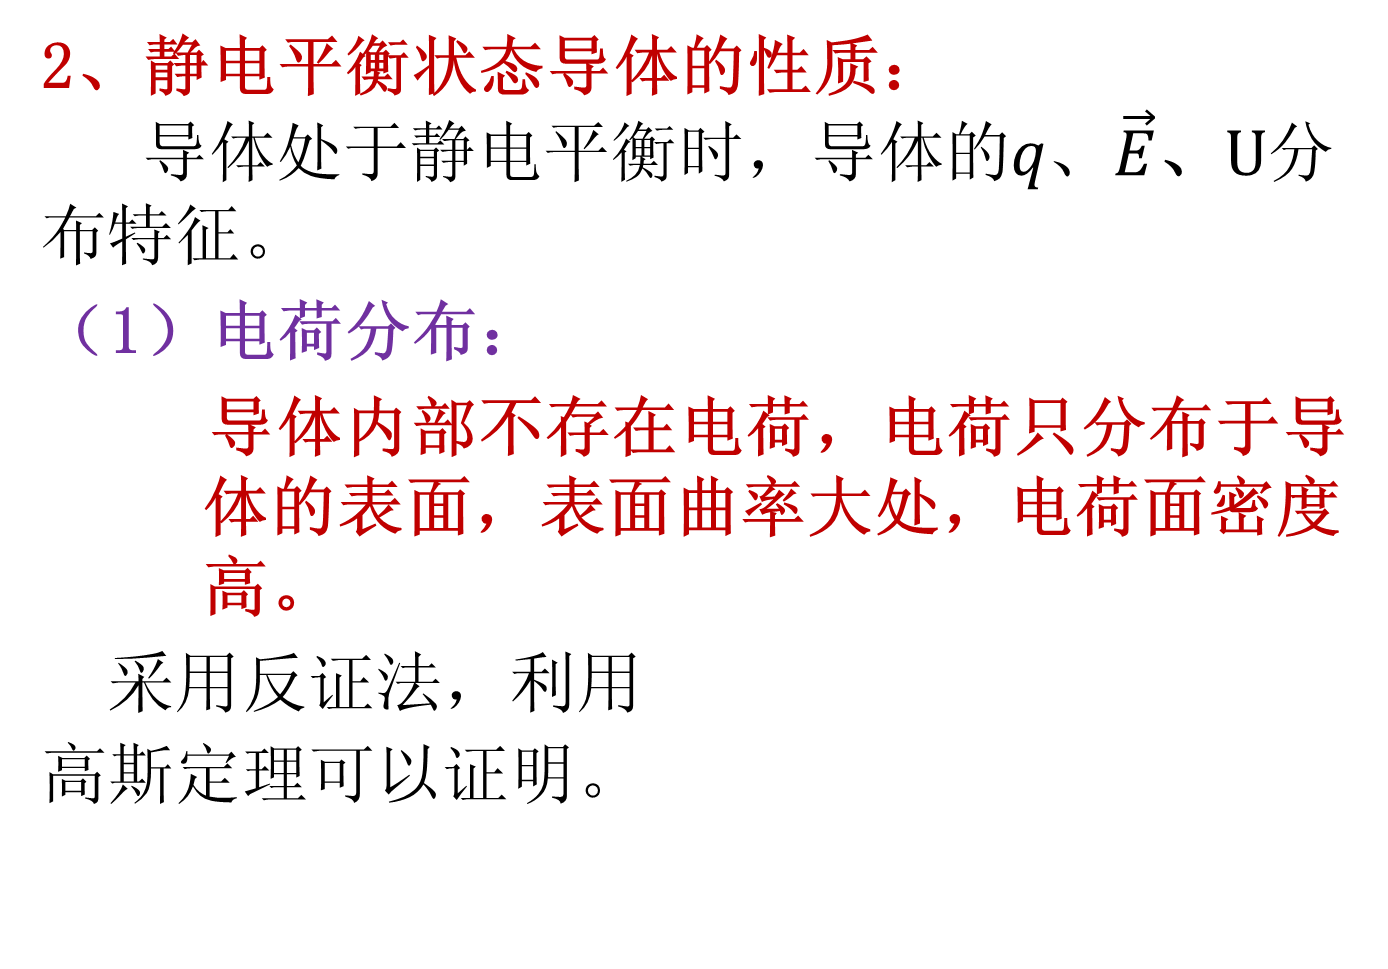 2、静电平衡状态导体的性质：
导体处于静电平衡时，导体的$q$、$\vec{E}$、U分
布特征。
（1）电荷分布：
导体内部不存在电荷，电荷只分布于导
体的表面，表面曲率大处，电荷面密度
高。
采用反证法，利用
高斯定理可以证明。